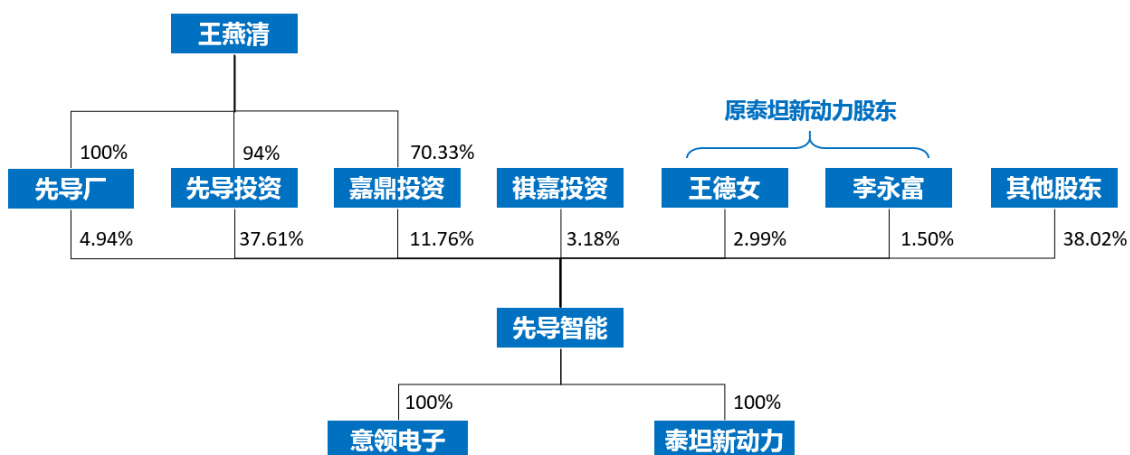 王燕清
原泰坦新动力股东
100%
94%
70.33%
先导厂
先导投资
嘉鼎投资
祺嘉投资
王德女
李永富
其他股东
4.94%
37.61%
11.76%
3.18%
2.99%
1.50%
38.02%
先导智能
100%
100%
意领电子
泰坦新动力